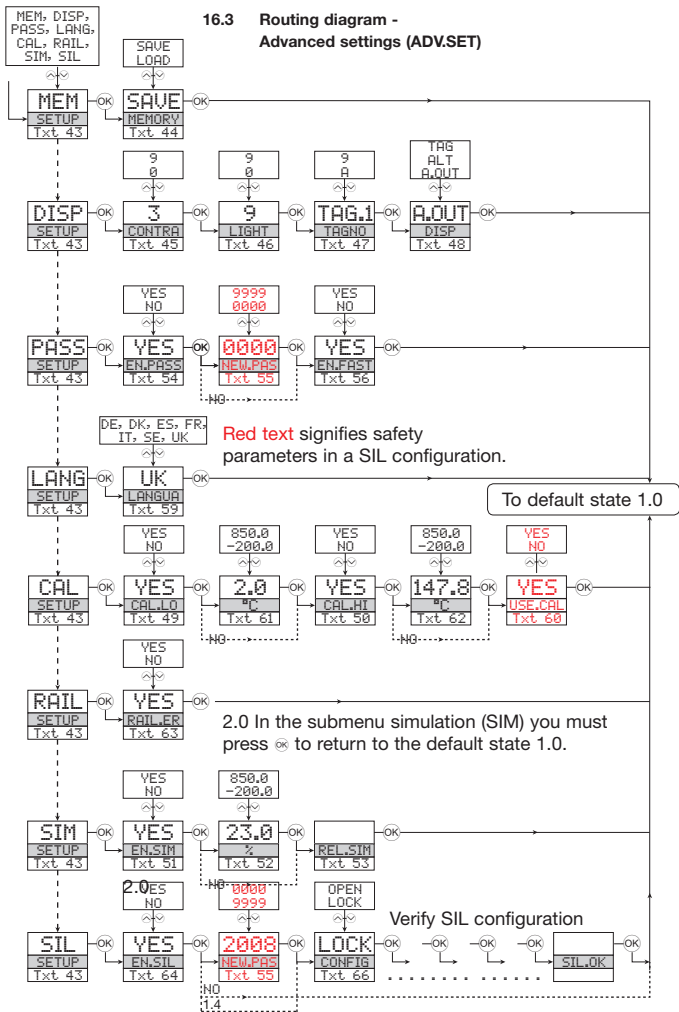 16.3 Routing diagram -
Advanced settings (ADV.SET)
MEM, DISP,
PASS, LANG,
CAL, RAIL,
SIM, SIL
SAVE
LOAD
MEM OK SAVE OK
SETUP MEMORY
Txt 43 Txt 44
9 9 9 TAG
0 0 A ALT
A.OUT
DISP OK 3 OK 9 OK TAG.1 OK A.OUT OK
SETUP CONTRA LIGHT TAGNO DISP
Txt 43 Txt 45 Txt 46 Txt 47 Txt 48
YES 9999 YES
NO 0000 NO
PASS OK YES OK 0000 OK YES OK
SETUP EN.PASS NEW.PAS EN.FAST
Txt 43 Txt 54 Txt 55 Txt 56
NO
DE, DK, ES, FR,
IT, SE, UK
Red text signifies safety
parameters in a SIL configuration.
LANG OK UK OK
SETUP LANGUA
Txt 43 Txt 59
To default state 1.0
YES 850.0 YES 850.0 YES
NO -200.0 NO -200.0 NO
CAL OK YES OK 2.0 OK YES OK 147.8 OK YES OK
SETUP CAL.LO °C CAL.HI °C USE.CAL
Txt 43 Txt 49 Txt 61 Txt 50 Txt 62 Txt 60
NO NO
YES
NO
RAIL OK YES OK
SETUP RAIL.ER
Txt 43 Txt 63
2.0 In the submenu simulation (SIM) you must
press OK to return to the default state 1.0.
YES 850.0
NO -200.0
SIM OK YES OK 23.0 OK OK
SETUP EN.SIM % REL.SIM
Txt 43 Txt 51 Txt 52 Txt 53
NO
2.0
YES 0000 OPEN
NO 9999 LOCK
Verify SIL configuration
SIL OK YES OK 2008 OK LOCK OK OK OK OK OK
SETUP EN.SIL NEW.PAS CONFIG SIL.OK
Txt 43 Txt 64 Txt 55 Txt 66
NO
1.4